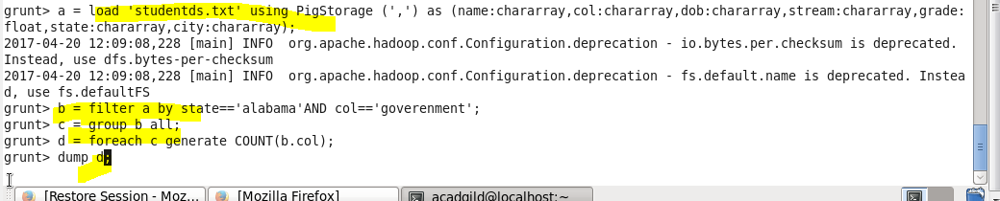 grunt> a = load 'studentds.txt' using PigStorage (',') as (name:chararray,col:chararray,dob:chararray,stream:chararray,grade:
float,state:chararray,city:chararray);
2017-04-20 12:09:08,228 [main] INFO  org.apache.hadoop.conf.Configuration.deprecation - io.bytes.per.checksum is deprecated.
Instead, use dfs.bytes-per-checksum
2017-04-20 12:09:08,228 [main] INFO  org.apache.hadoop.conf.Configuration.deprecation - fs.default.name is deprecated. Instea
d, use fs.defaultFS
grunt> b = filter a by state=='alabama'AND col=='goverenment';
grunt> c = group b all;
grunt> d = foreach c generate COUNT(b.col);
grunt> dump d;
[Restore Session - Moz... [Mozilla Firefox] acadgild@localhost:~